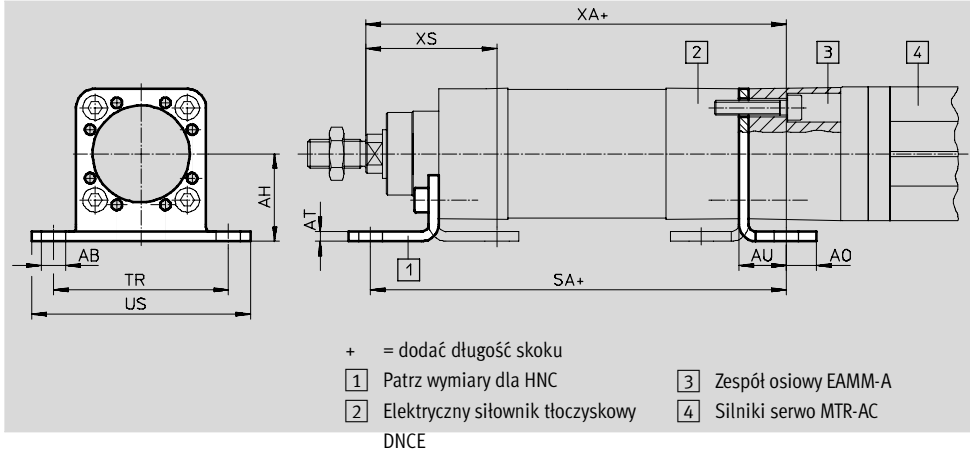 XA+
XS
2
3
4
AH
AT
AB
TR
US
1
AU
AO
SA+
+ = dodać długość skoku
1 Patrz wymiary dla HNC
2 Elektryczny siłownik tłoczyskowy
DNCE
3 Zespół osiowy EAMM-A
4 Silniki serwo MTR-AC